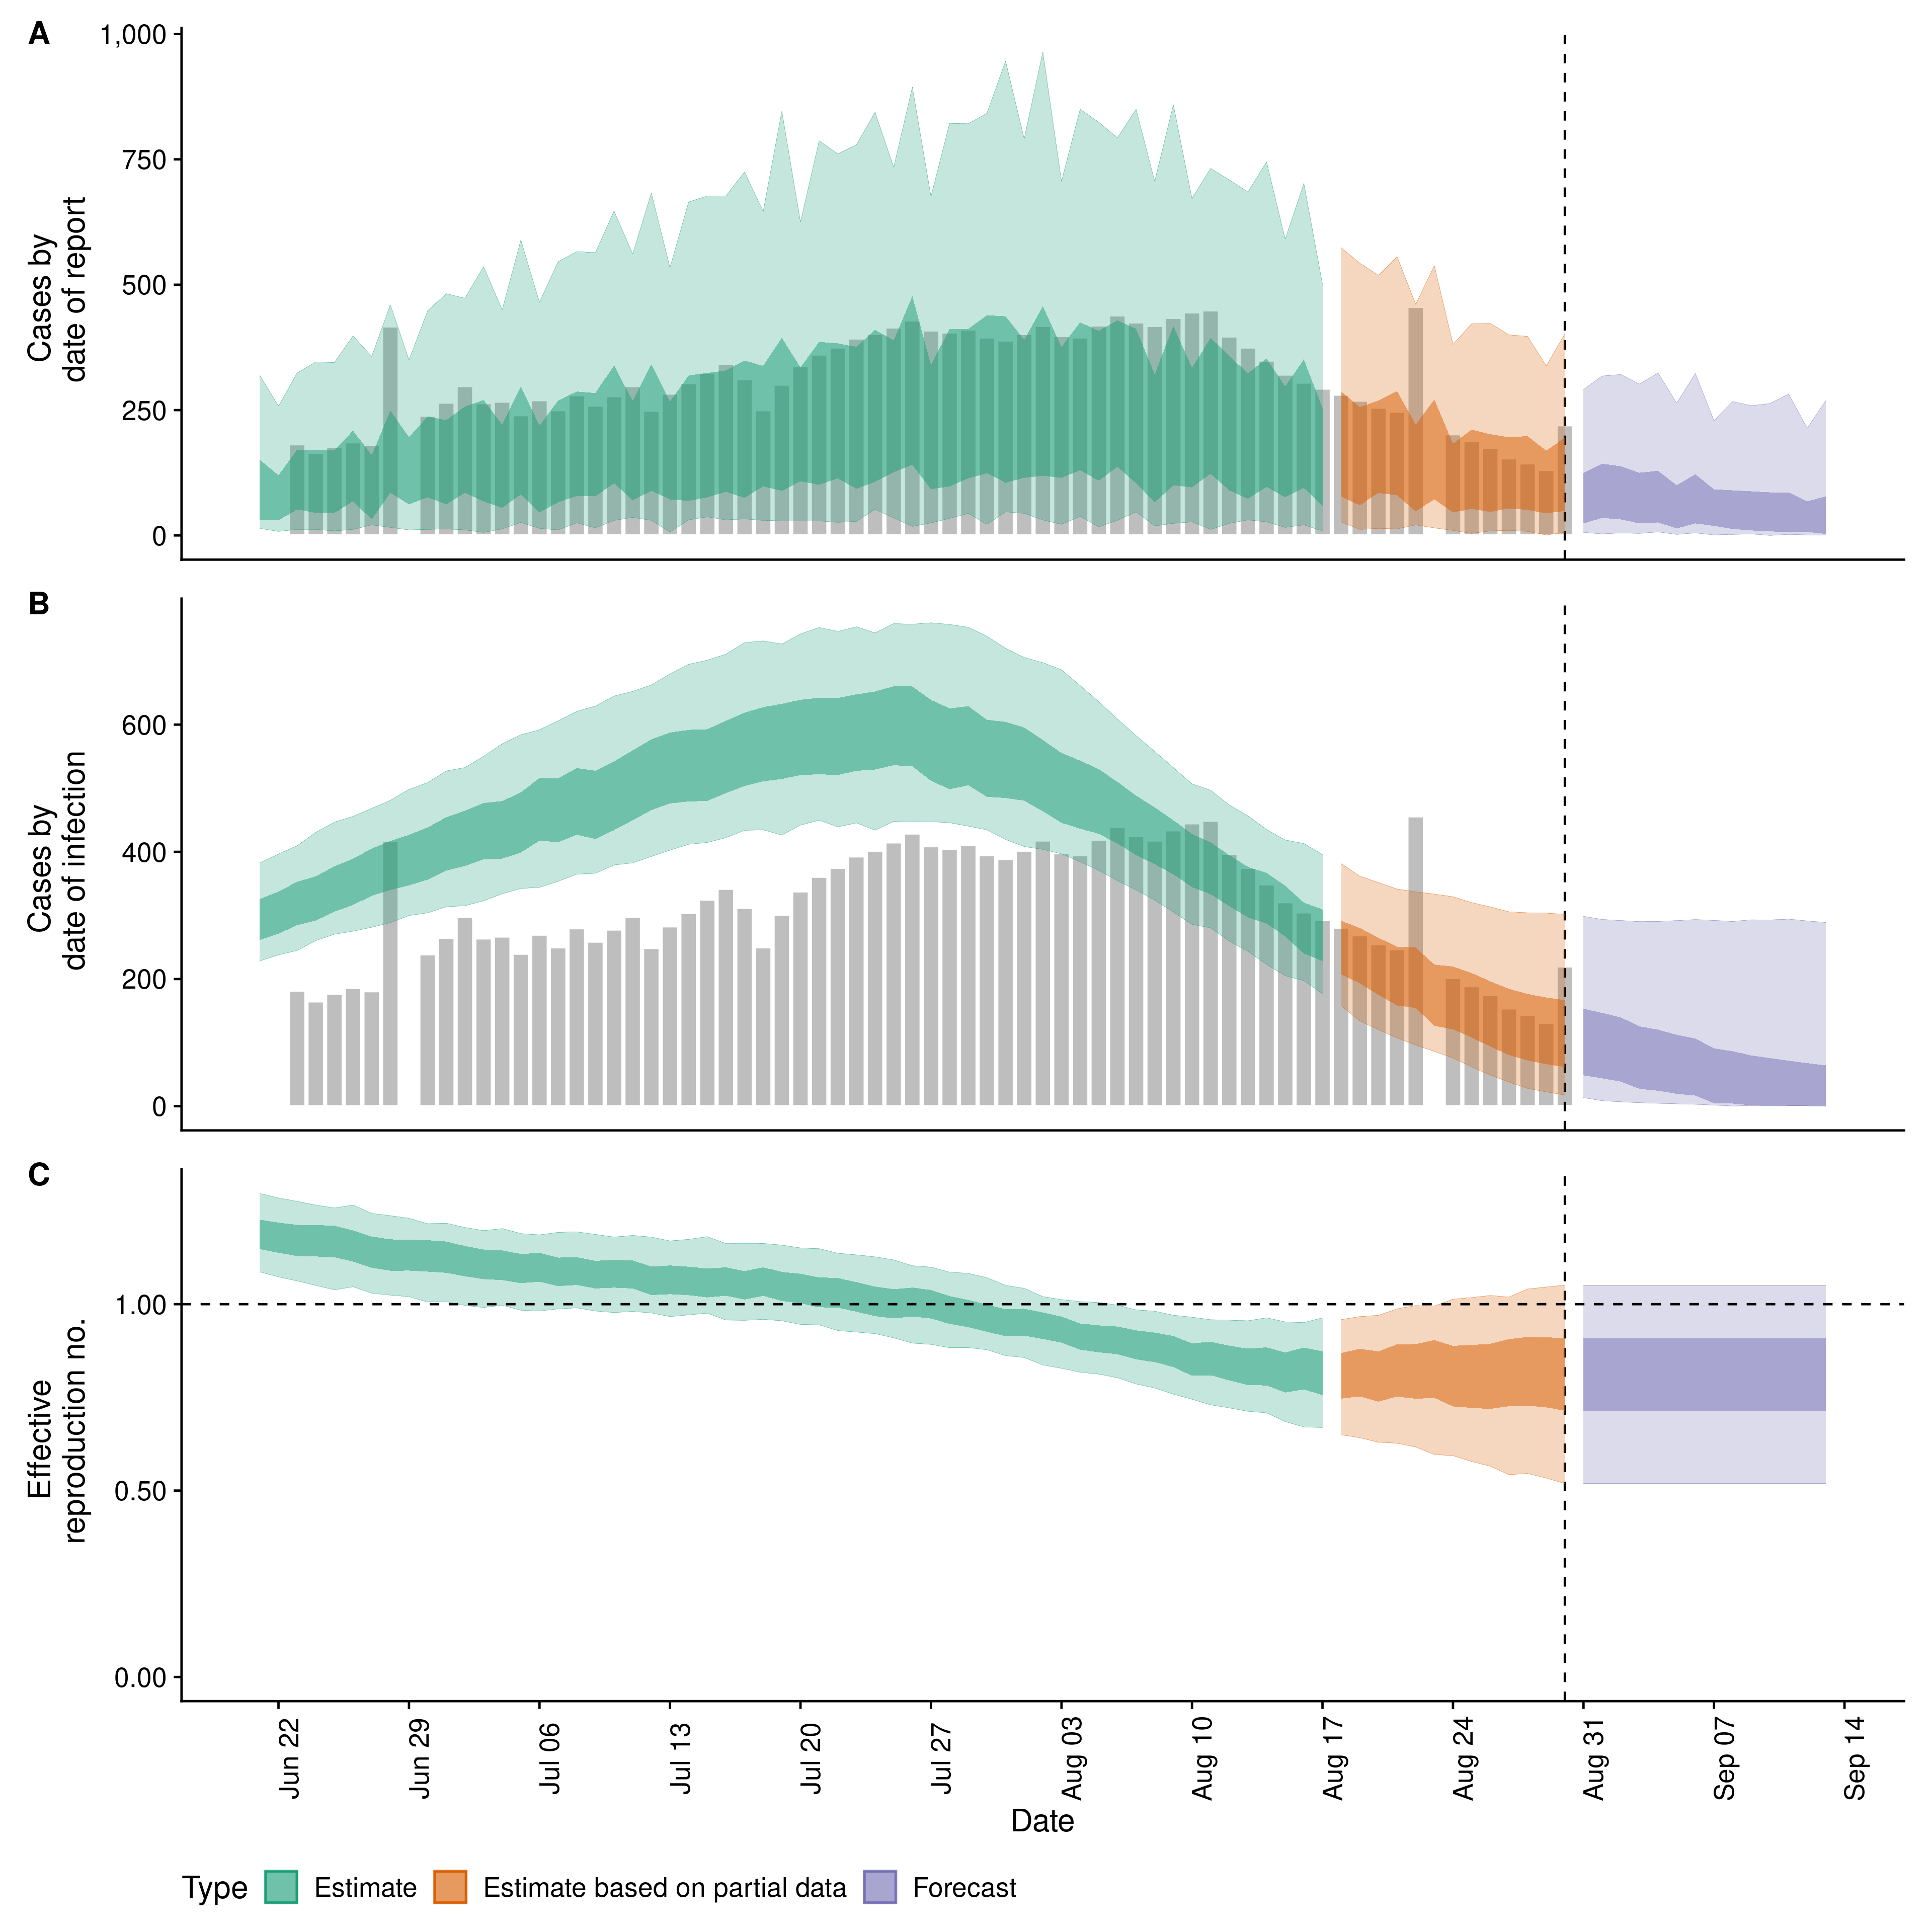 A
1,000
750
500
250
0
Cases by
date of report
B
600
400
200
0
Cases by
date of infection
C
1.00
0.50
0.00
Effective
reproduction no.
Jun 22
Jun 29
Jul 06
Jul 13
Jul 20
Jul 27
Aug 03
Aug 10
Aug 17
Aug 24
Aug 31
Sep 07
Sep 14
Date
Type Estimate Estimate based on partial data Forecast